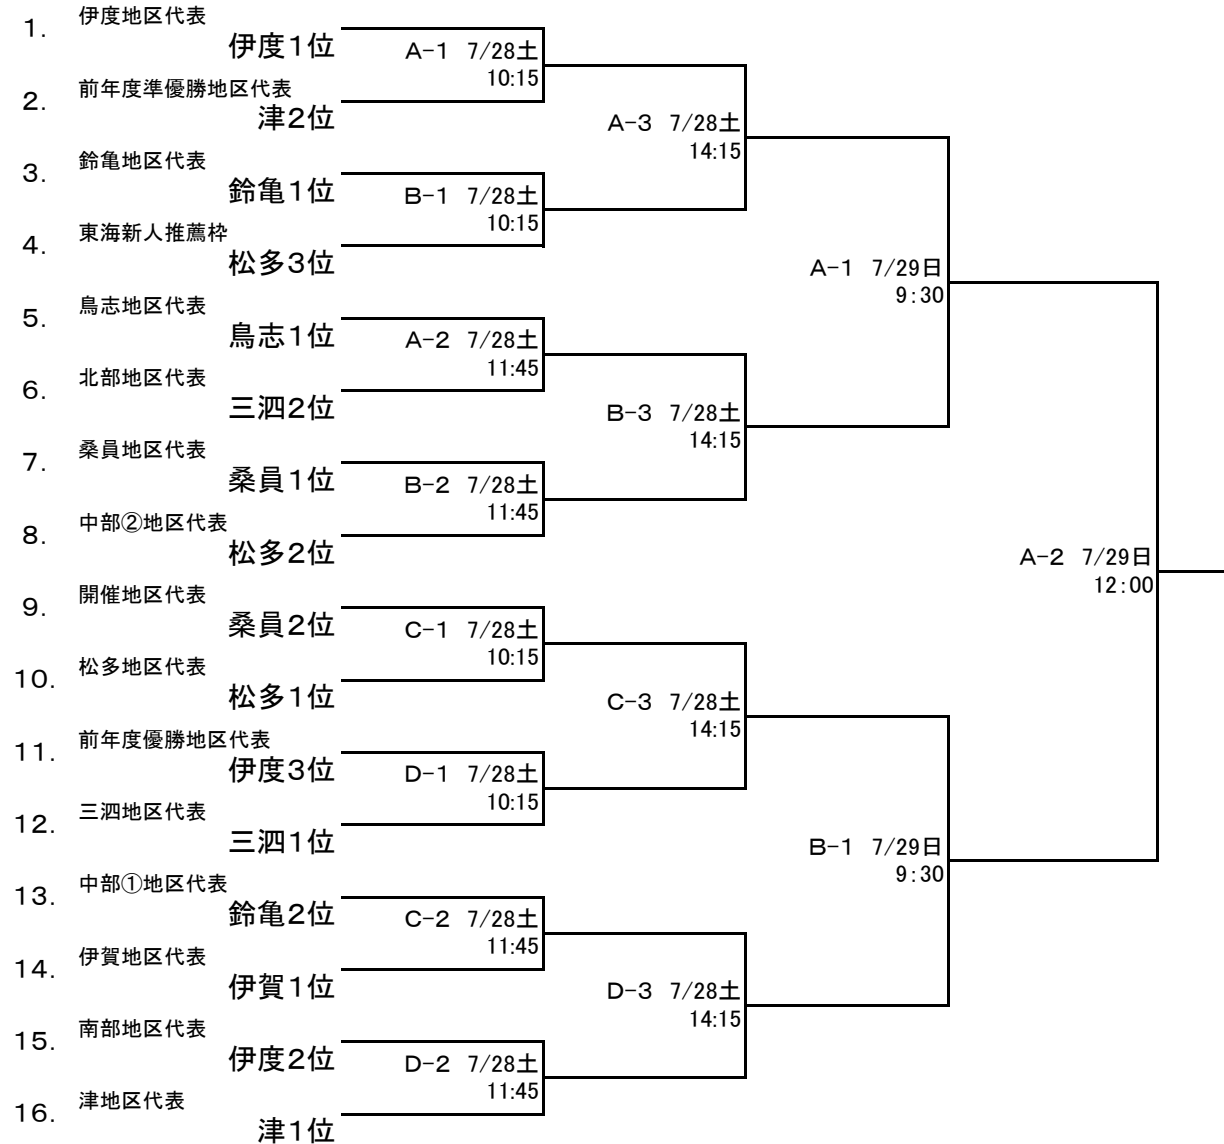 1. 伊度地区代表
伊度1位
A-1 7/28土
10:15
2. 前年度準優勝地区代表
津2位
A-3 7/28土
14:15
3. 鈴亀地区代表
鈴亀1位
B-1 7/28土
10:15
4. 東海新人推薦枠
松多3位
A-1 7/29日
9:30
5. 鳥志地区代表
鳥志1位
A-2 7/28土
11:45
6. 北部地区代表
三泗2位
B-3 7/28土
14:15
7. 桑員地区代表
桑員1位
B-2 7/28土
11:45
8. 中部②地区代表
松多2位
A-2 7/29日
12:00
9. 開催地区代表
桑員2位
C-1 7/28土
10:15
10. 松多地区代表
松多1位
C-3 7/28土
14:15
11. 前年度優勝地区代表
伊度3位
D-1 7/28土
10:15
12. 三泗地区代表
三泗1位
B-1 7/29日
9:30
13. 中部①地区代表
鈴亀2位
C-2 7/28土
11:45
14. 伊賀地区代表
伊賀1位
D-3 7/28土
14:15
15. 南部地区代表
伊度2位
D-2 7/28土
11:45
16. 津地区代表
津1位